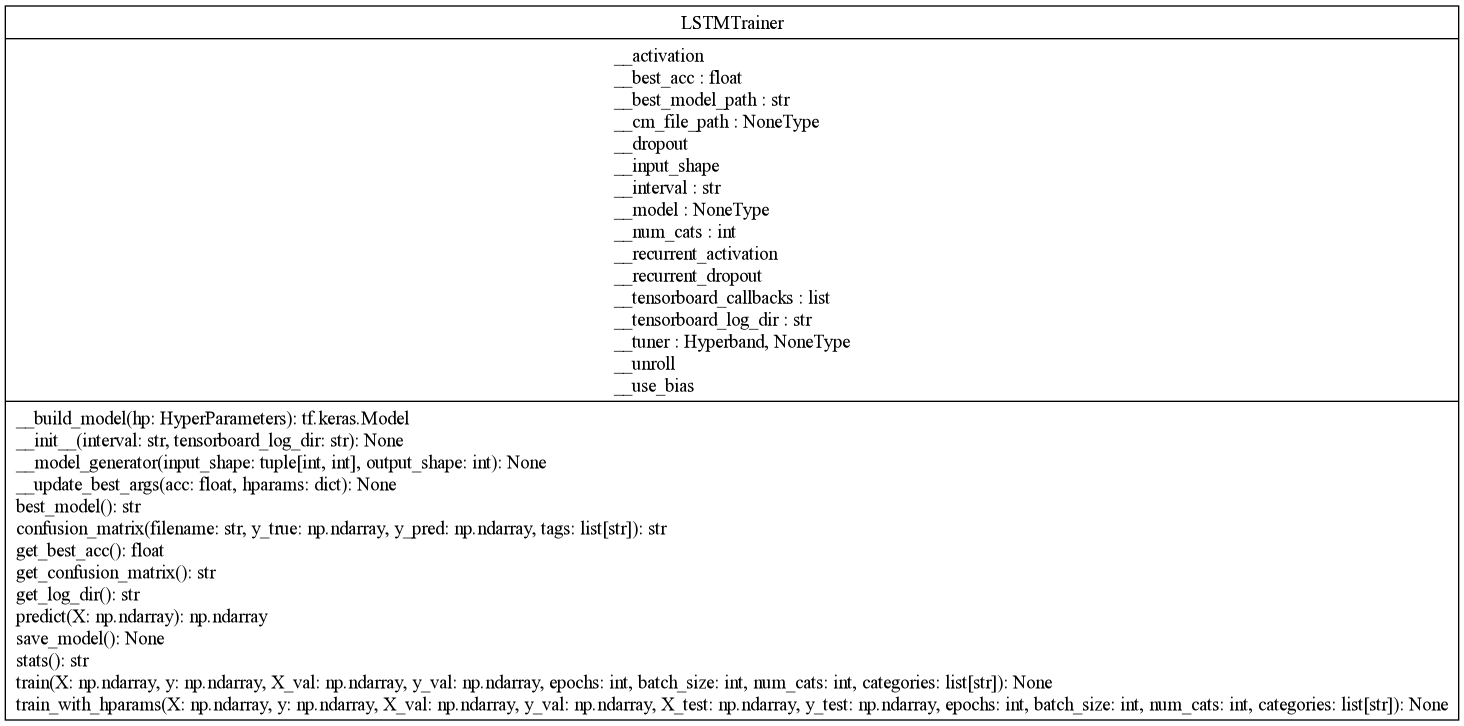 LSTMTrainer
__activation
__best_acc : float
__best_model_path : str
__cm_file_path : NoneType
__dropout
__input_shape
__interval : str
__model : NoneType
__num_cats : int
__recurrent_activation
__recurrent_dropout
__tensorboard_callbacks : list
__tensorboard_log_dir : str
__tuner : Hyperband, NoneType
__unroll
__use_bias
__build_model(hp: HyperParameters): tf.keras.Model
__init__(interval: str, tensorboard_log_dir: str): None
__model_generator(input_shape: tuple[int, int], output_shape: int): None
__update_best_args(acc: float, hparams: dict): None
best_model(): str
confusion_matrix(filename: str, y_true: np.ndarray, y_pred: np.ndarray, tags: list[str]): str
get_best_acc(): float
get_confusion_matrix(): str
get_log_dir(): str
predict(X: np.ndarray): np.ndarray
save_model(): None
stats(): str
train(X: np.ndarray, y: np.ndarray, X_val: np.ndarray, y_val: np.ndarray, epochs: int, batch_size: int, num_cats: int, categories: list[str]): None
train_with_hparams(X: np.ndarray, y: np.ndarray, X_val: np.ndarray, y_val: np.ndarray, X_test: np.ndarray, y_test: np.ndarray, epochs: int, batch_size: int, num_cats: int, categories: list[str]): None